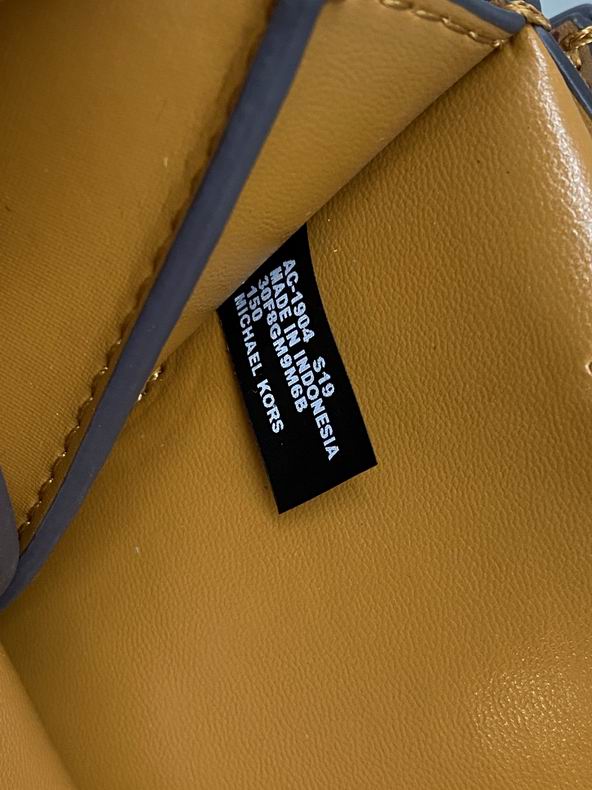 AC-1904 S19
MADE IN INDONESIA
30F8GM9M6B
150
MICHAEL KORS